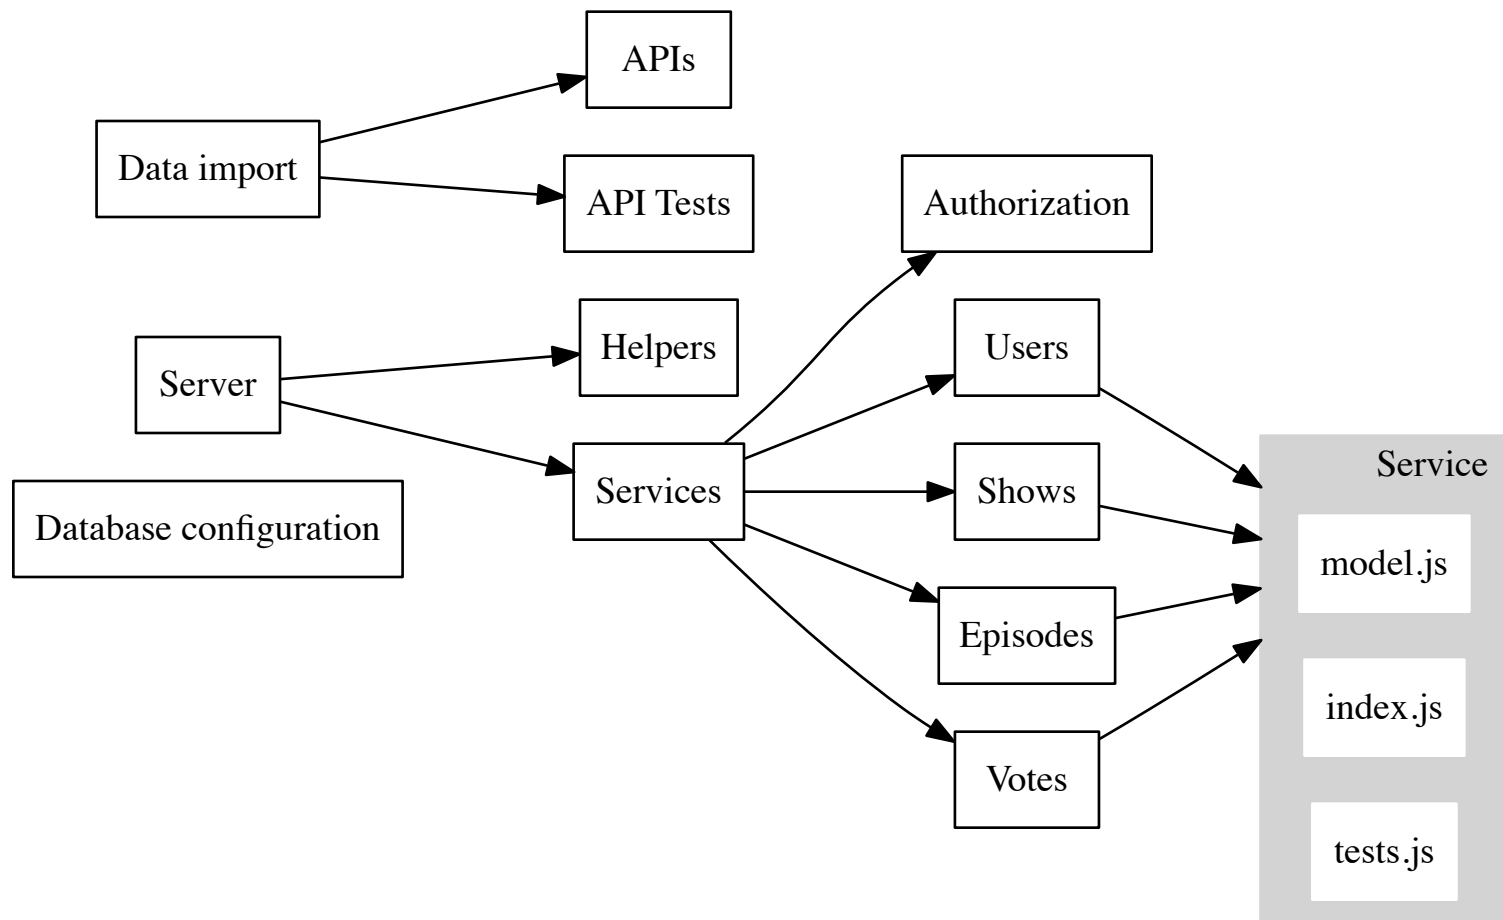 APIs
Data import
API Tests
Authorization
Helpers
Users
Server
Services
Shows
Service
Database configuration
model.js
Episodes
index.js
Votes
tests.js